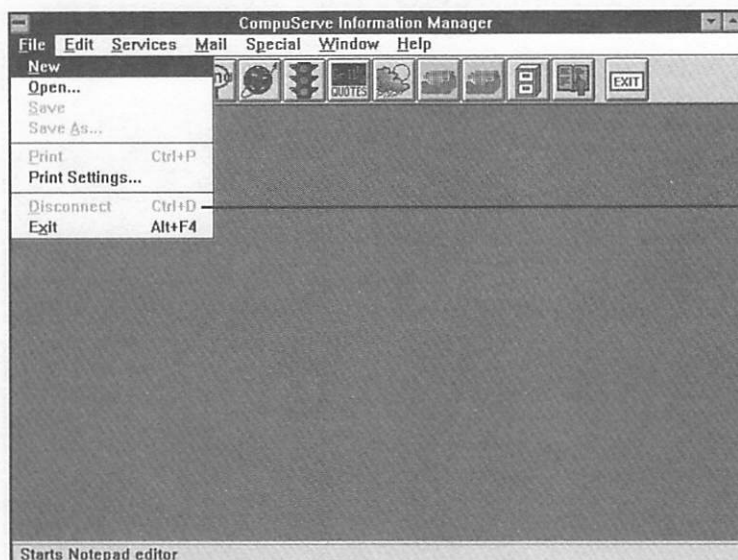 CompuServe Information Manager
File Edit Services Mail Special Window Help
New
Open...
Save
Save As...
Print Ctrl+P
Print Settings...
Disconnect Ctrl+D
Exit Alt+F4
QUOTES
EXIT
Starts Notepad editor